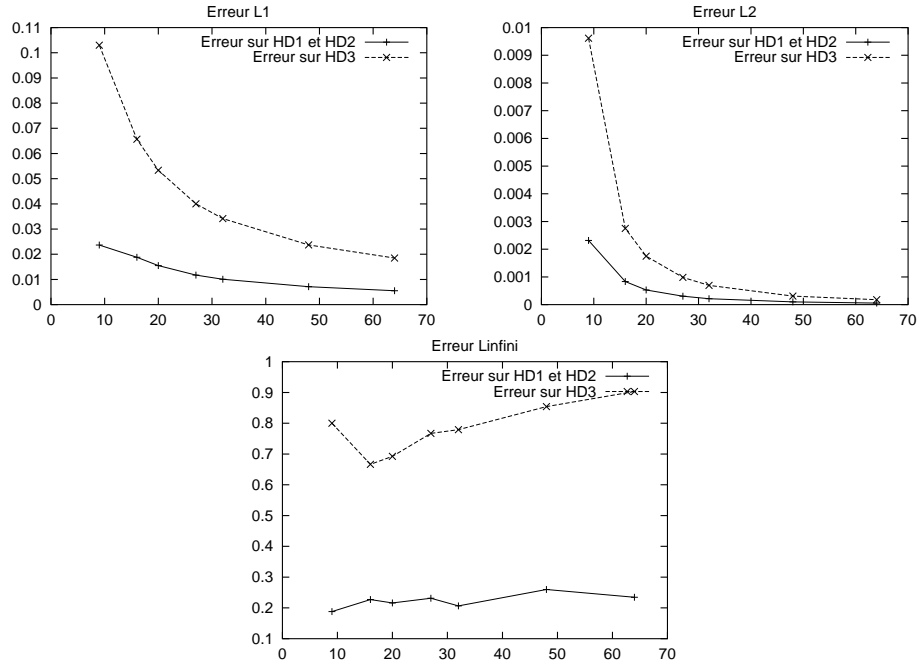 Erreur L1
0.11
0.1
0.09
0.08
0.07
0.06
0.05
0.04
0.03
0.02
0.01
0
0 10 20 30 40 50 60 70
Erreur sur HD1 et HD2
Erreur sur HD3
Erreur L2
0.01
0.009
0.008
0.007
0.006
0.005
0.004
0.003
0.002
0.001
0
0 10 20 30 40 50 60 70
Erreur sur HD1 et HD2
Erreur sur HD3
Erreur Linfini
1
0.9
0.8
0.7
0.6
0.5
0.4
0.3
0.2
0.1
0 10 20 30 40 50 60 70
Erreur sur HD1 et HD2
Erreur sur HD3